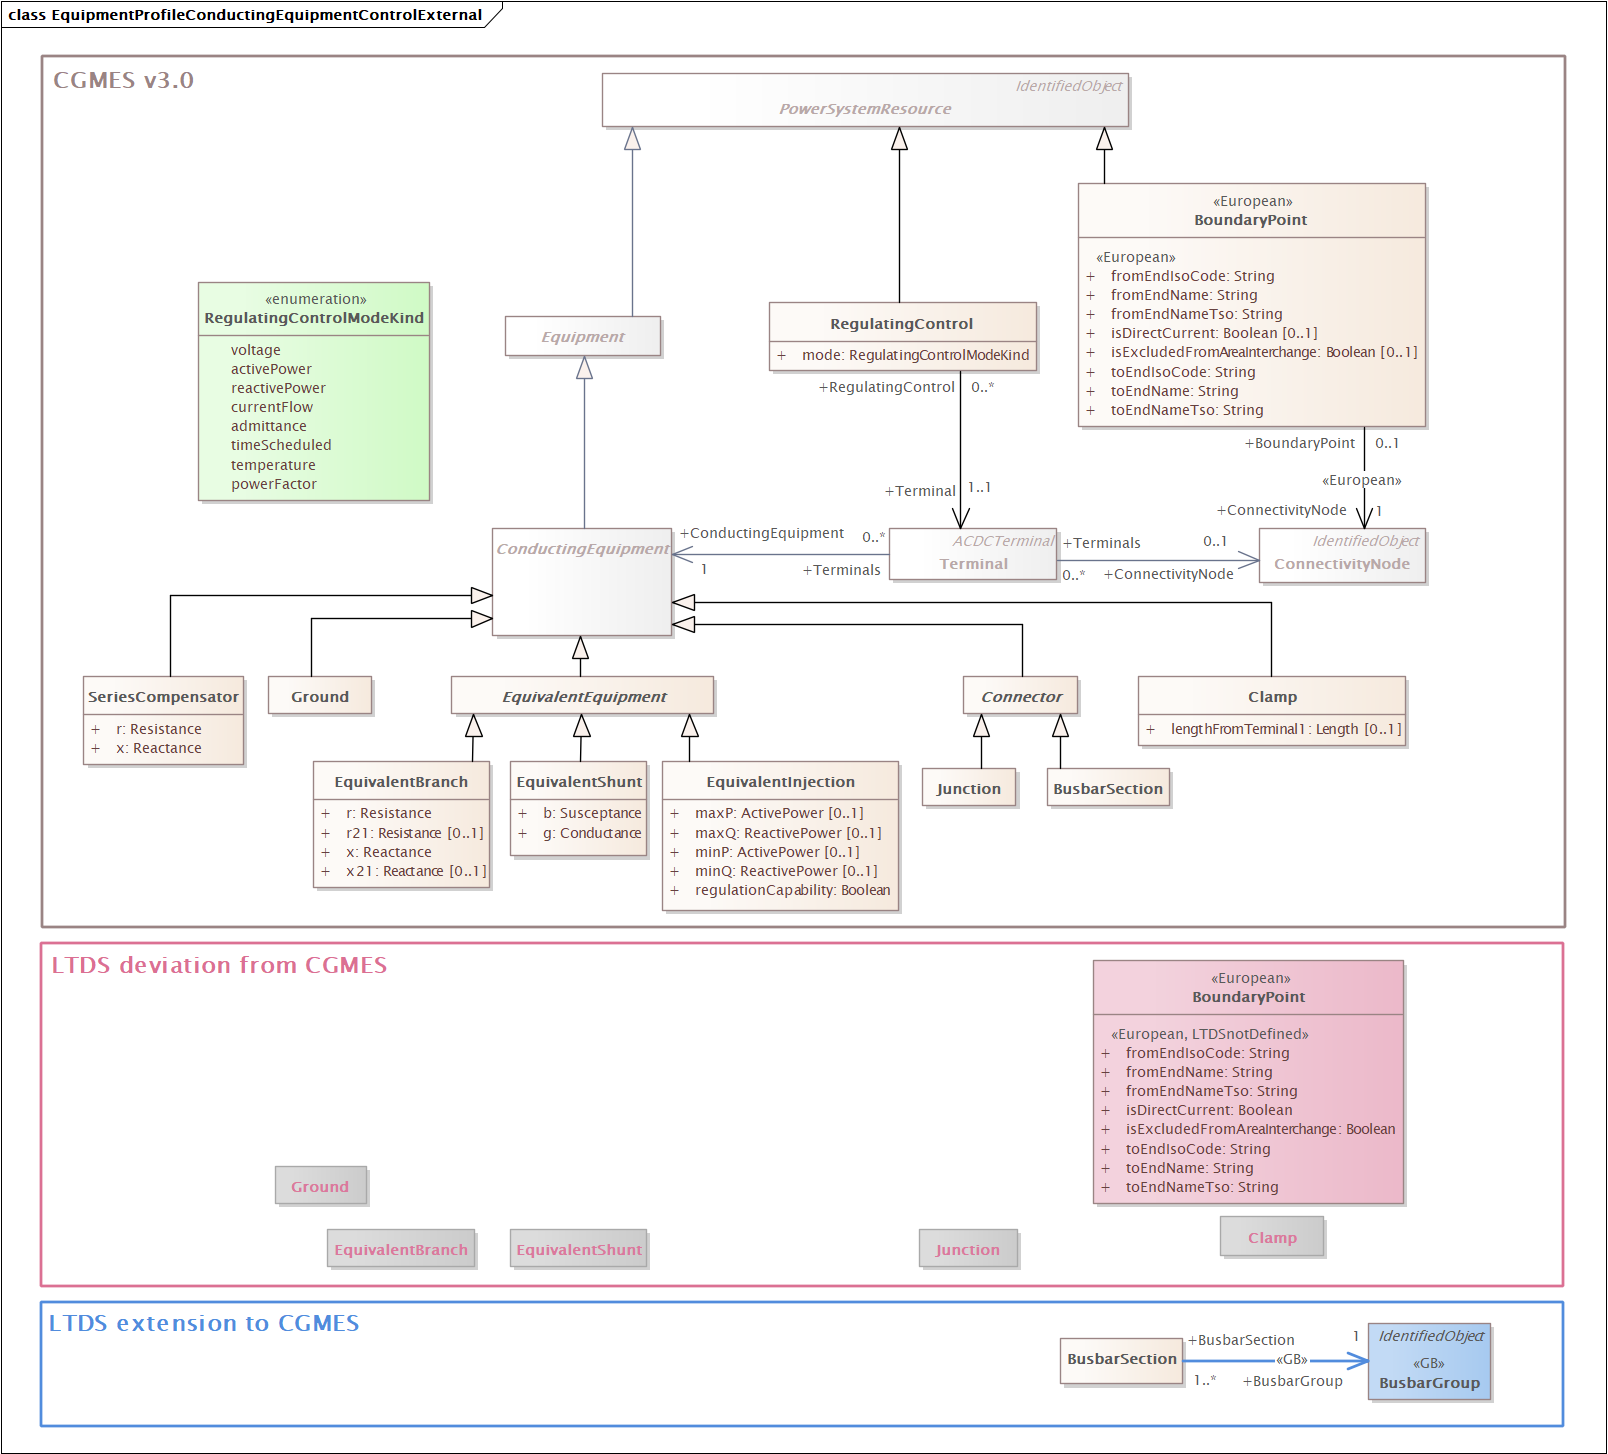 class EquipmentProfileConductingEquipmentControlExternal
CGMES v3.0
IdentifiedObject
PowerSystemResource
«European»
BoundaryPoint
«European»
+ fromEndIsoCode: String
+ fromEndName: String
+ fromEndNameTso: String
+ isDirectCurrent: Boolean [0..1]
+ isExcludedFromAreaInterchange: Boolean [0..1]
+ toEndIsoCode: String
+ toEndName: String
+ toEndNameTso: String
«enumeration»
RegulatingControlModeKind
voltage
activePower
reactivePower
currentFlow
admittance
timeScheduled
temperature
powerFactor
Equipment
RegulatingControl
+ mode: RegulatingControlModeKind
+RegulatingControl 0..*
+BoundaryPoint 0..1
«European»
+Terminal 1..1
+ConnectivityNode 1
ConductingEquipment
+ConductingEquipment 0..*
1 +Terminals
ACDCTerminal
Terminal
+Terminals 0..1
0..* +ConnectivityNode
IdentifiedObject
ConnectivityNode
SeriesCompensator
+ r: Resistance
+ x: Reactance
Ground
EquivalentEquipment
Connector
Clamp
+ lengthFromTerminal1: Length [0..1]
EquivalentBranch
+ r: Resistance
+ r21: Resistance [0..1]
+ x: Reactance
+ x21: Reactance [0..1]
EquivalentShunt
+ b: Susceptance
+ g: Conductance
EquivalentInjection
+ maxP: ActivePower [0..1]
+ maxQ: ReactivePower [0..1]
+ minP: ActivePower [0..1]
+ minQ: ReactivePower [0..1]
+ regulationCapability: Boolean
Junction
BusbarSection
LTDS deviation from CGMES
«European»
BoundaryPoint
«European, LTDSnotDefined»
+ fromEndIsoCode: String
+ fromEndName: String
+ fromEndNameTso: String
+ isDirectCurrent: Boolean
+ isExcludedFromAreaInterchange: Boolean
+ toEndIsoCode: String
+ toEndName: String
+ toEndNameTso: String
Ground
EquivalentBranch
EquivalentShunt
Junction
Clamp
LTDS extension to CGMES
BusbarSection
+BusbarSection 1
«GB»
1..* +BusbarGroup
IdentifiedObject
«GB»
BusbarGroup